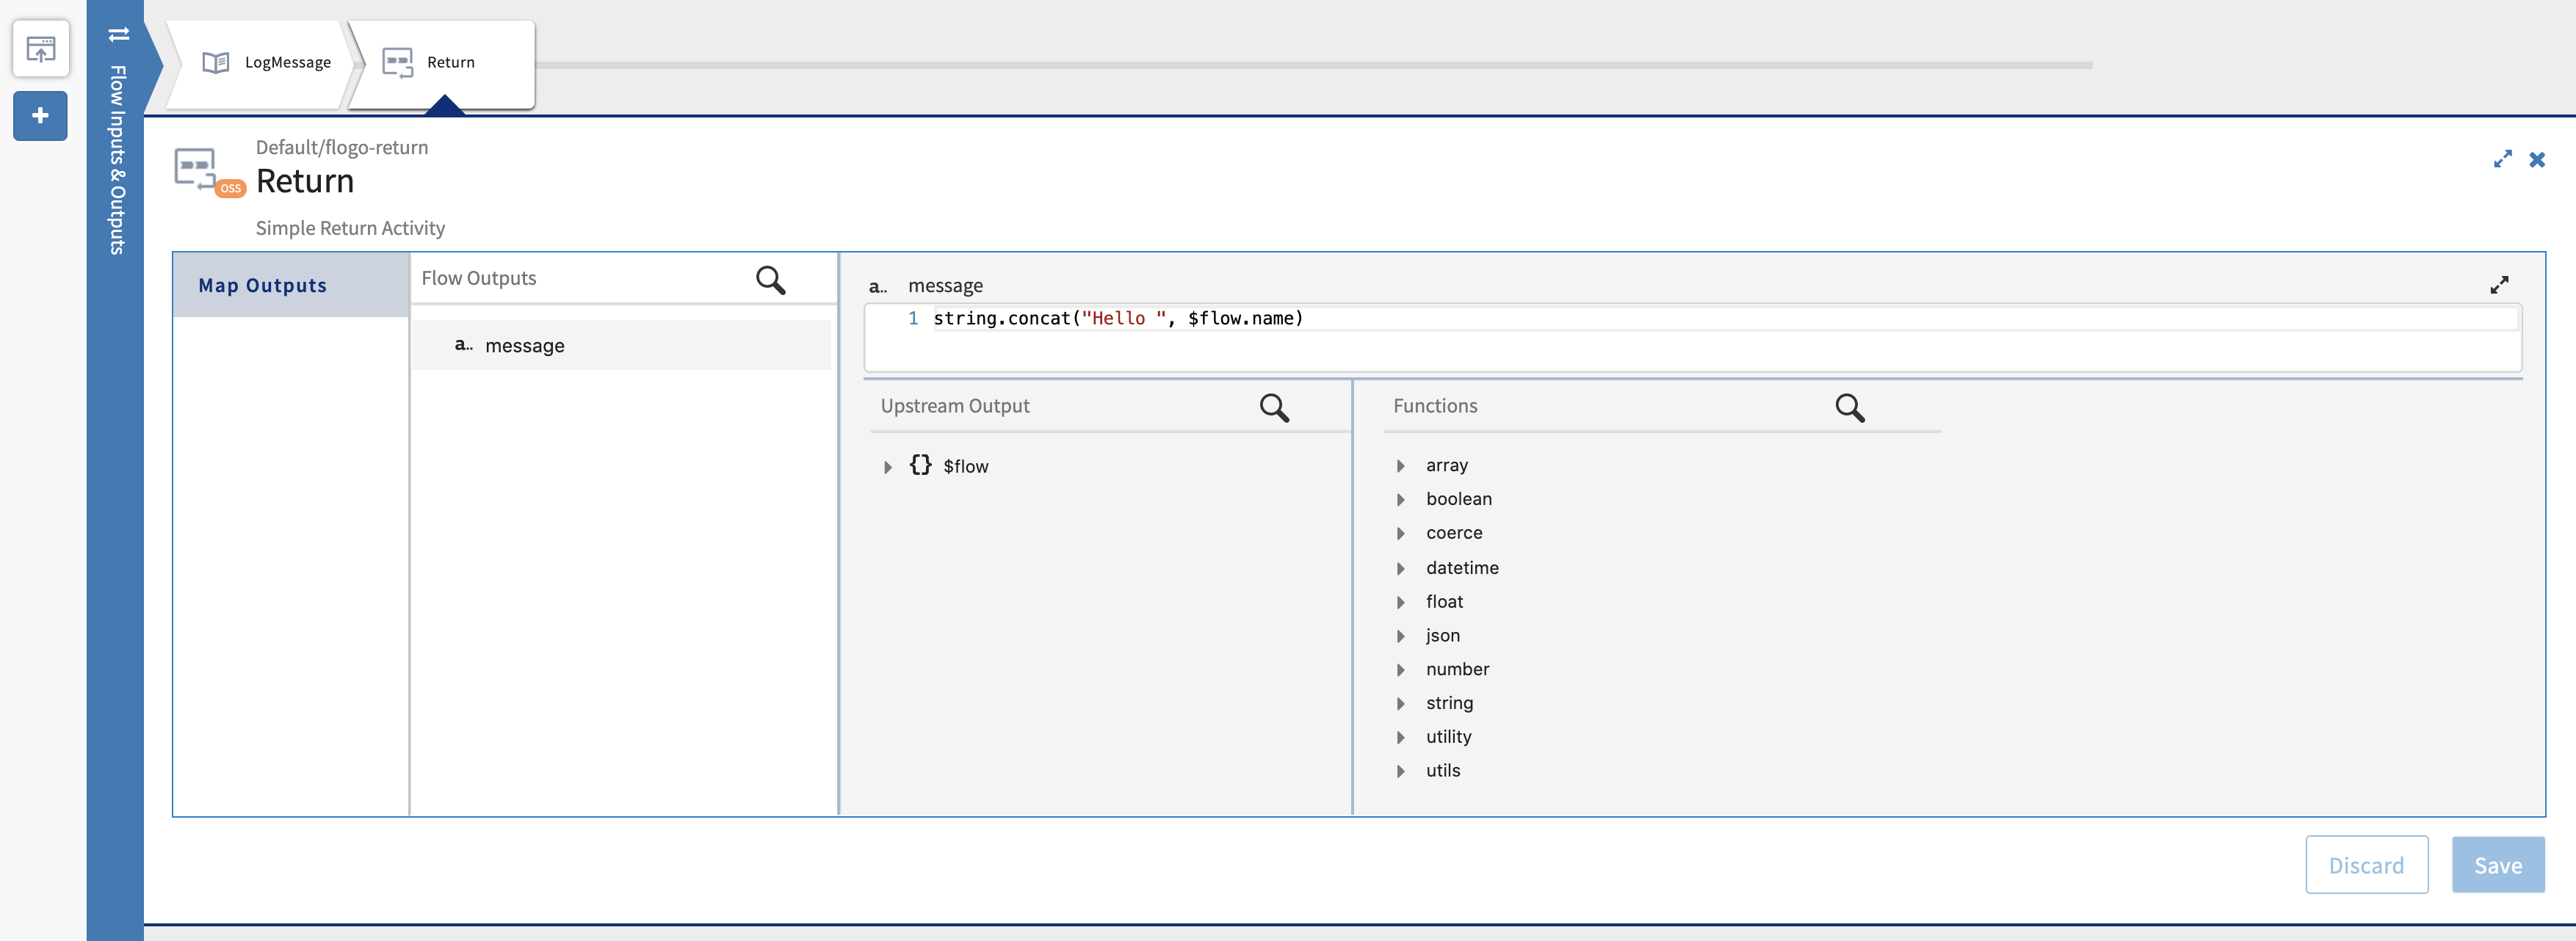 LogMessage
Return
Flow Inputs & Outputs
Default/flogo-return
OSS
Return
Simple Return Activity
Map Outputs
Flow Outputs
a.. message
a.. message
1 string.concat("Hello ", $flow.name)
Upstream Output
{} $flow
Functions
array
boolean
coerce
datetime
float
json
number
string
utility
utils
Discard
Save